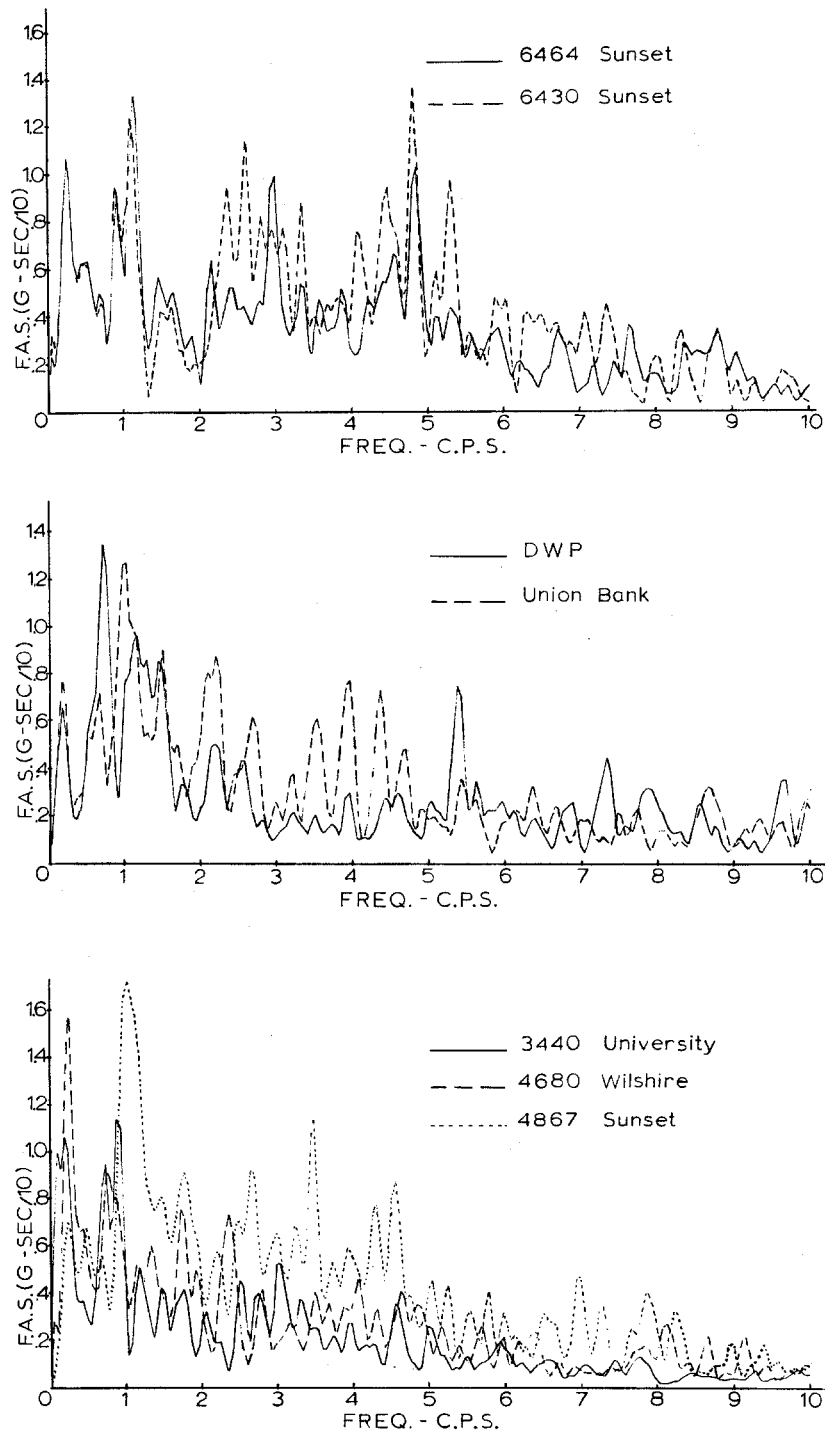 1.6
1.4
1.2
1.0
.8
.6
.4
.2
0
F.A.S.(G - SEC/10)
6464 Sunset
6430 Sunset
1 2 3 4 5 6 7 8 9 10
FREQ. - C.P.S.
1.4
1.2
1.0
.8
.6
.4
.2
0
F.A.S.(G-SEC/10)
DWP
Union Bank
1 2 3 4 5 6 7 8 9 10
FREQ. - C.P.S.
1.6
1.4
1.2
1.0
.8
.6
.4
.2
0
F.A.S.(G - SEC/10)
3440 University
4680 Wilshire
4867 Sunset
1 2 3 4 5 6 7 8 9 10
FREQ. - C.P.S.